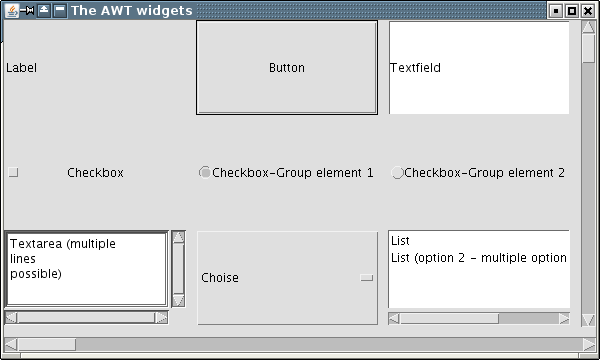 The AWT widgets
Label
Button
Textfield
Checkbox
Checkbox-Group element 1
Checkbox-Group element 2
Textarea (multiple
lines
possible)
Choise
List
List (option 2 - multiple option